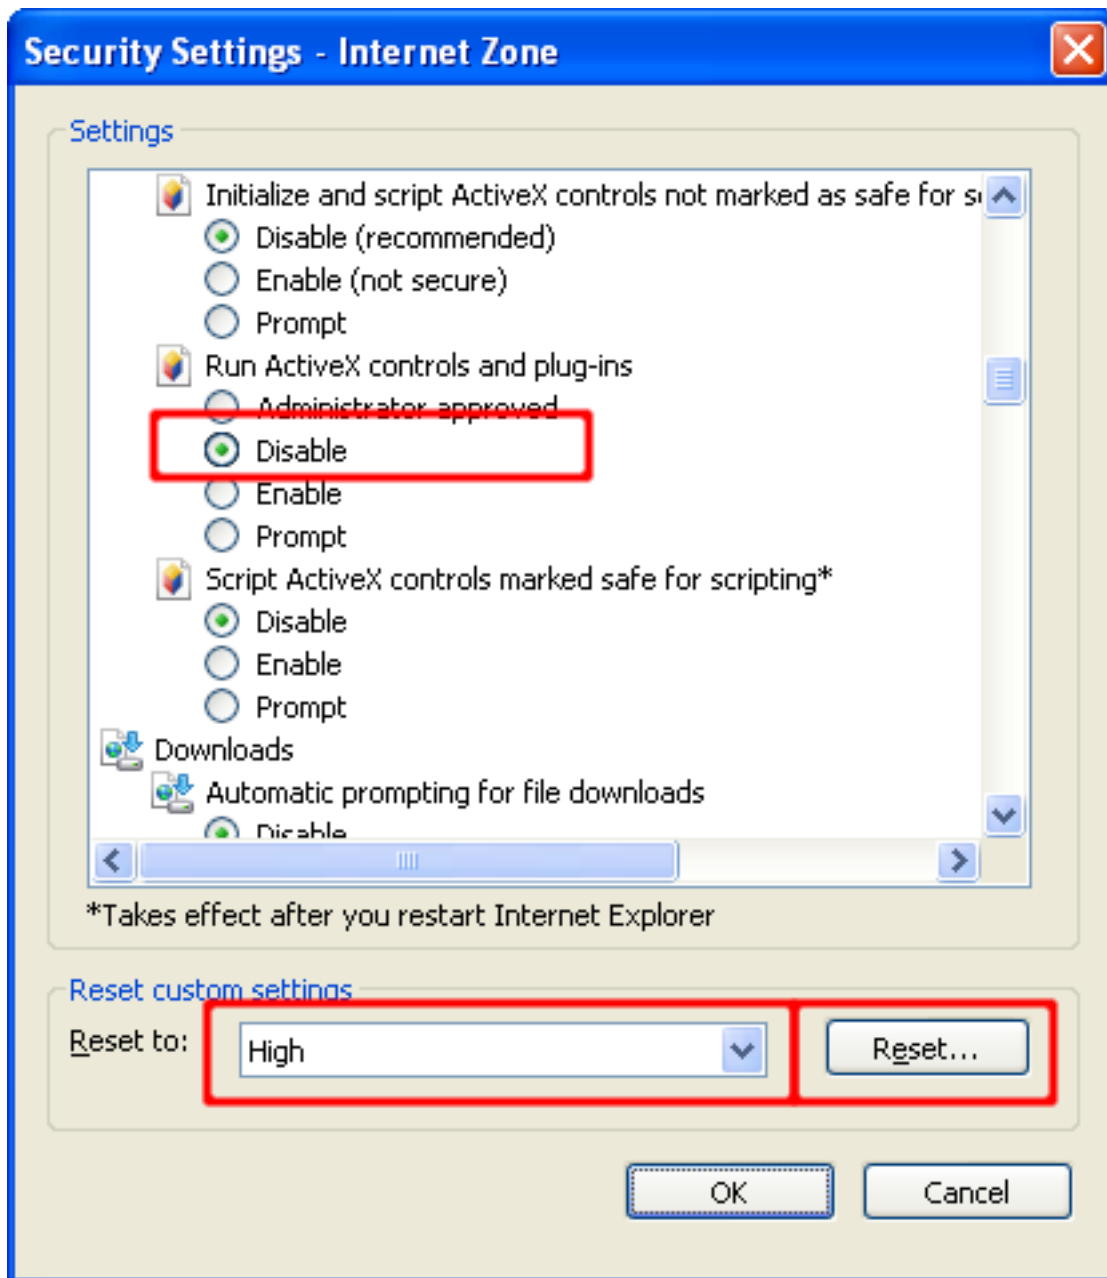 Security Settings - Internet Zone
Settings
Initialize and script ActiveX controls not marked as safe for
Disable (recommended)
Enable (not secure)
Prompt
Run ActiveX controls and plug-ins
Administrator approved
Disable
Enable
Prompt
Script ActiveX controls marked safe for scripting*
Disable
Enable
Prompt
Downloads
Automatic prompting for file downloads
Disable
*Takes effect after you restart Internet Explorer
Reset custom settings
Reset to: High Reset...
OK Cancel